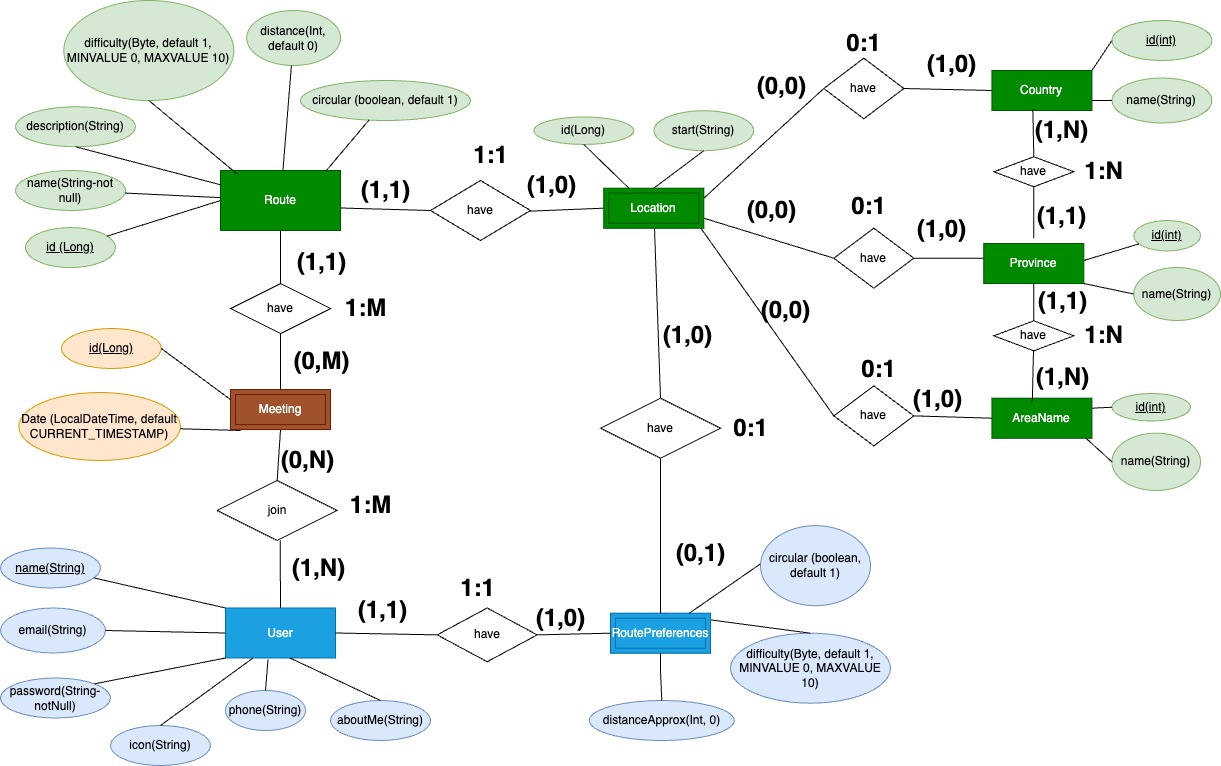 difficulty(Byte, default 1,
MINVALUE 0, MAXVALUE 10)
distance(Int,
default 0)
circular (boolean, default 1)
description(String)
name(String-not
null)
id (Long)
Route
(1,1)
1:1
have
(1,0)
id(Long)
start(String)
Location
(0,0)
0:1
have
(1,0)
Country
id(int)
name(String)
(1,N)
have
1:N
(1,1)
(0,0)
0:1
have
(1,0)
Province
id(int)
name(String)
(1,1)
have
1:N
(1,N)
(0,0)
0:1
have
(1,0)
AreaName
id(int)
name(String)
(1,1)
have
1:M
(0,M)
id(Long)
Date (LocalDateTime, default
CURRENT_TIMESTAMP)
Meeting
(0,N)
join
1:M
(1,N)
(1,0)
have
0:1
(0,1)
name(String)
email(String)
password(String-
notNull)
icon(String)
phone(String)
aboutMe(String)
User
(1,1)
1:1
have
(1,0)
RoutePreferences
circular (boolean,
default 1)
difficulty(Byte, default 1,
MINVALUE 0, MAXVALUE
10)
distanceApprox(Int, 0)